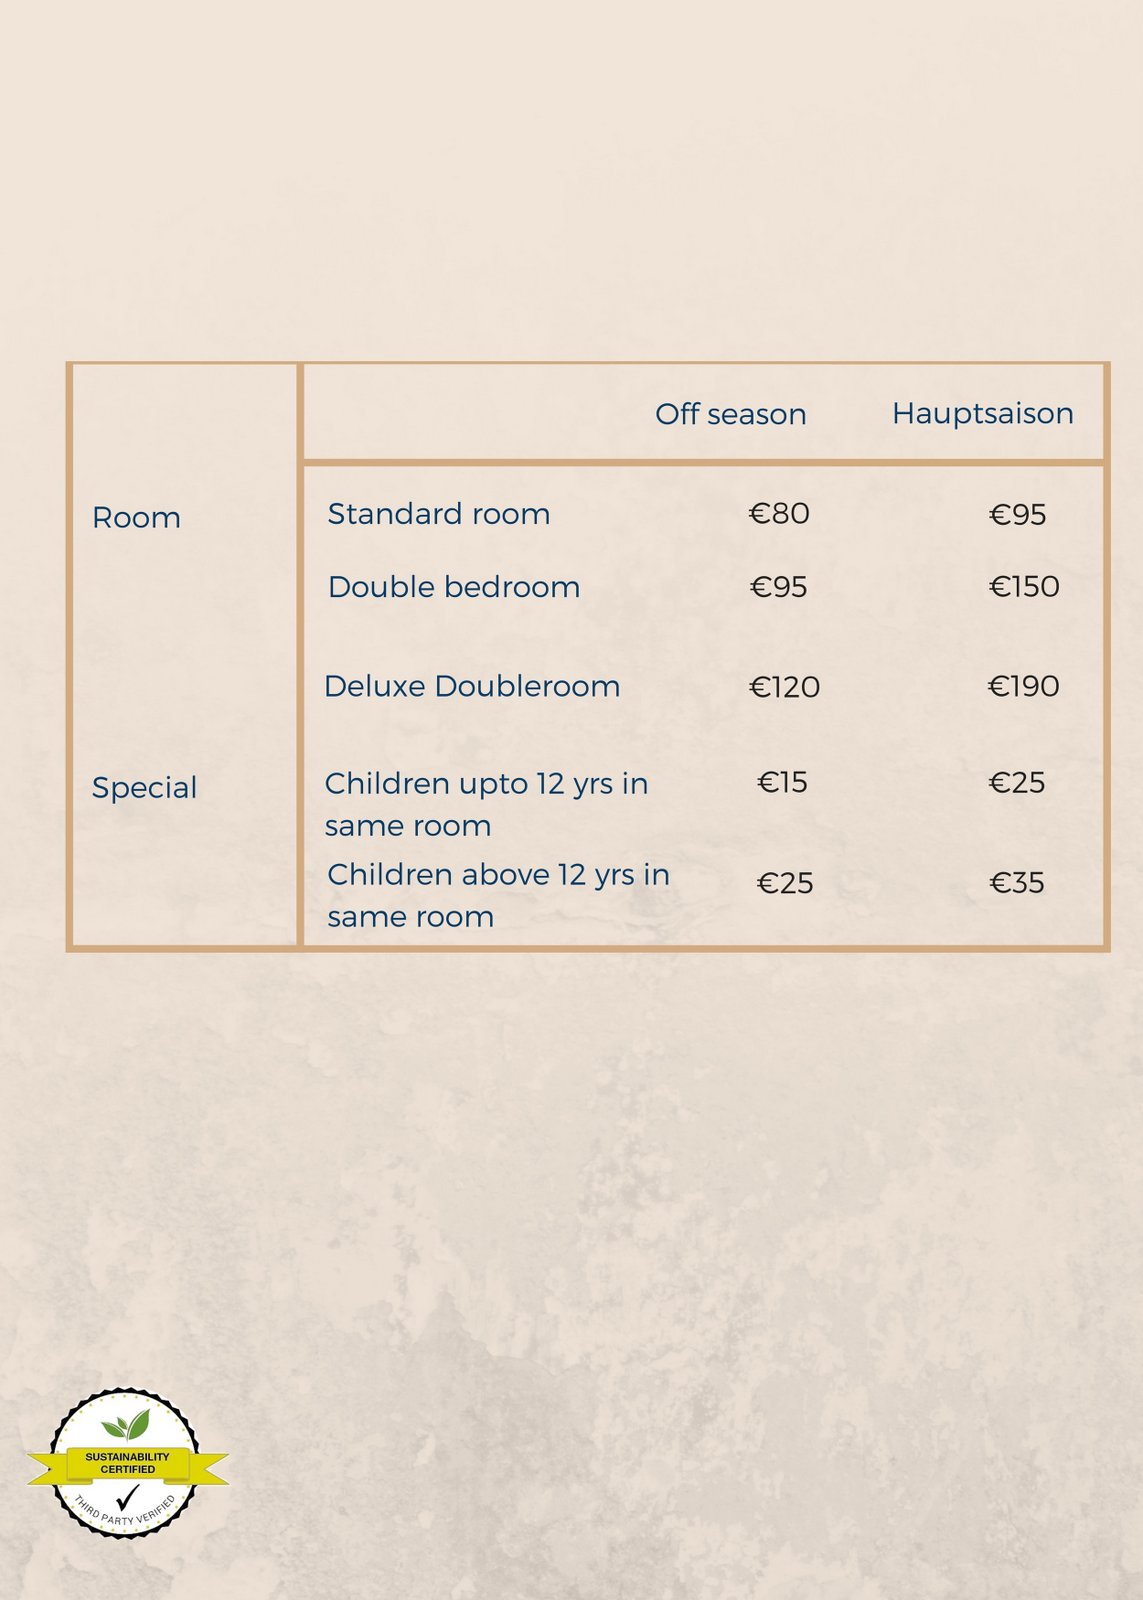 Off season Hauptsaison
Room Standard room €80 €95
Double bedroom €95 €150
Deluxe Doubleroom €120 €190
Special Children upto 12 yrs in €15 €25
same room
Children above 12 yrs in €25 €35
same room
SUSTAINABILITY
CERTIFIED
THIRD PARTY VERIFIED